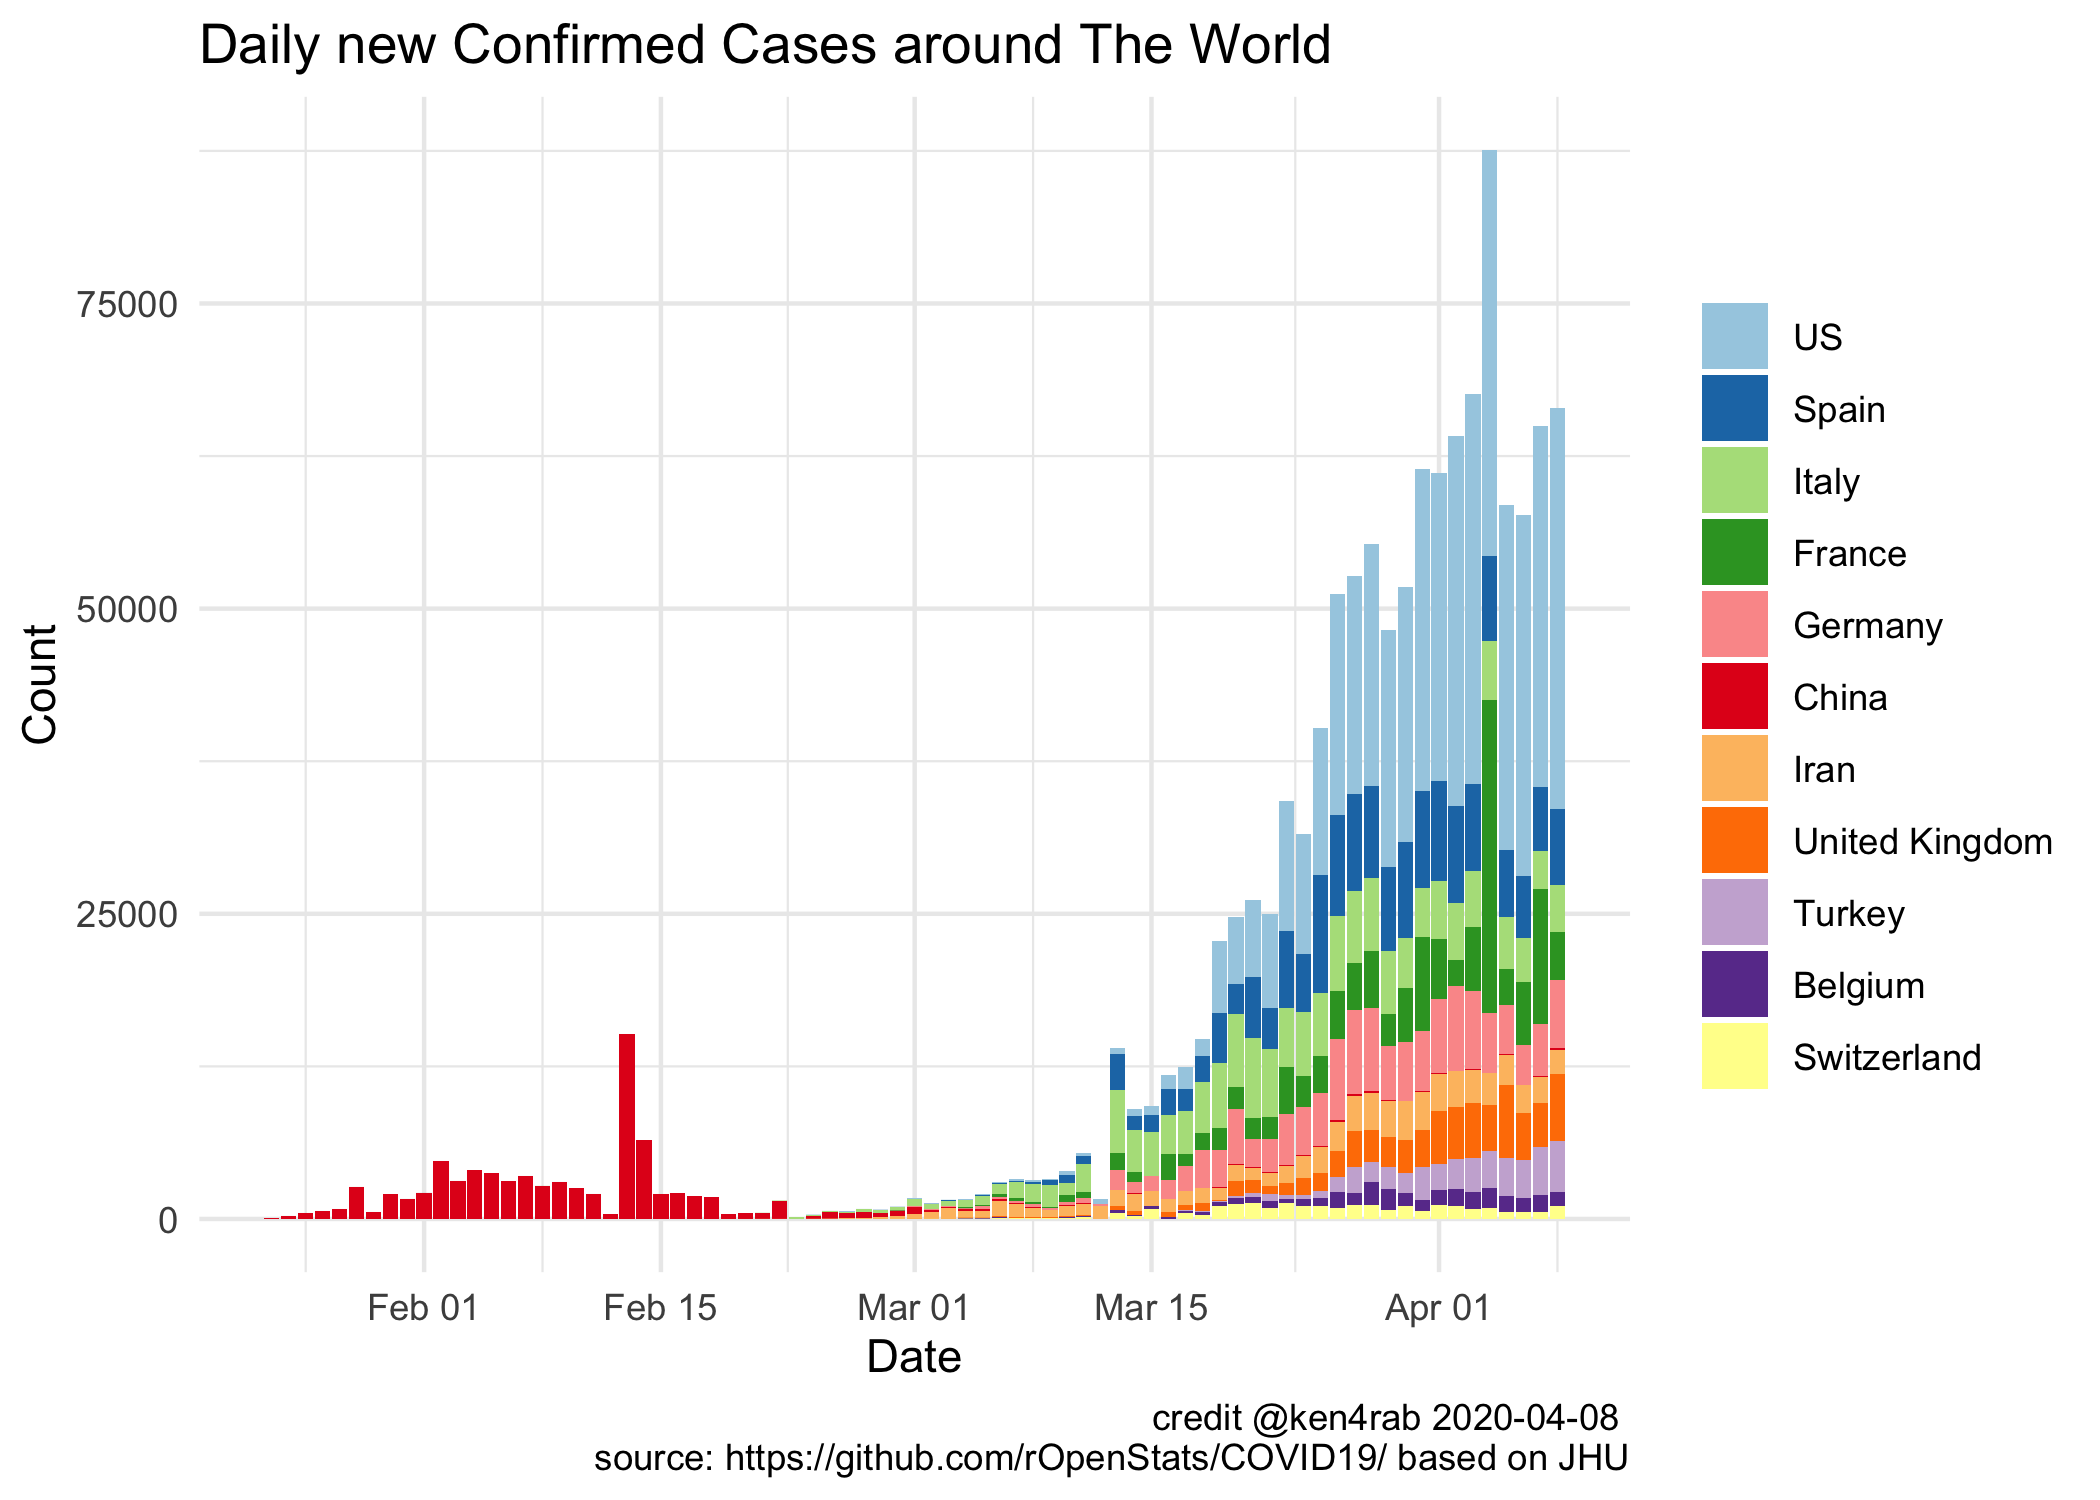 Daily new Confirmed Cases around The World
Count
75000
50000
25000
0
Feb 01
Feb 15
Mar 01
Mar 15
Apr 01
Date
US
Spain
Italy
France
Germany
China
Iran
United Kingdom
Turkey
Belgium
Switzerland
credit @ken4rab 2020-04-08
source: https://github.com/rOpenStats/COVID19/ based on JHU